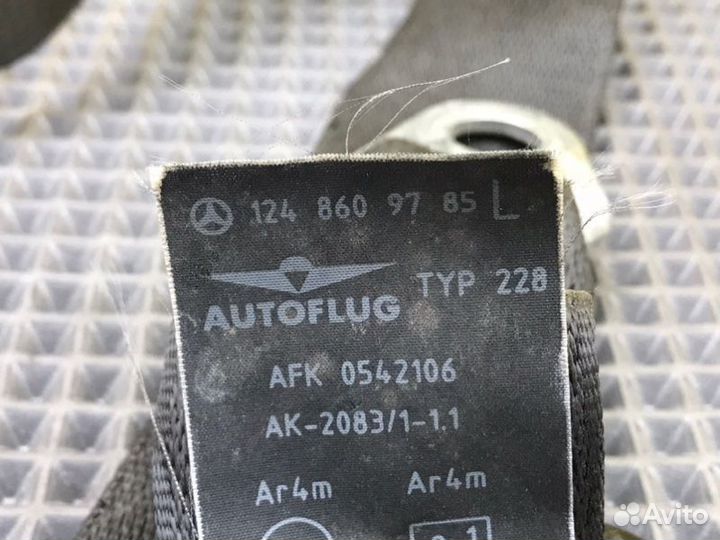 124 860 97 85 L
AUTOFLUG TYP 228
AFK 0542106
AK-2083/1-1.1
Ar4m Ar4m
Avito